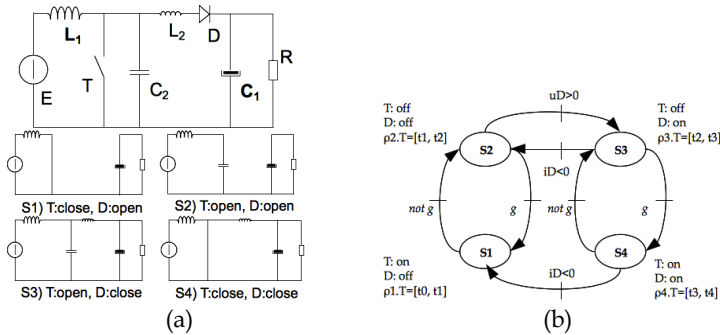 L1
L2
D
R
E
T
C2
C1
S1) T:close, D:open
S2) T:open, D:open
S3) T:open, D:close
S4) T:close, D:close
(a)
uD>0
T: off
D: off
ρ2.T=[t1, t2]
T: off
D: on
ρ3.T=[t2, t3]
S2
S3
iD<0
not g
g
not g
g
S1
S4
T: on
D: off
ρ1.T=[t0, t1]
iD<0
T: on
D: on
ρ4.T=[t3, t4]
(b)